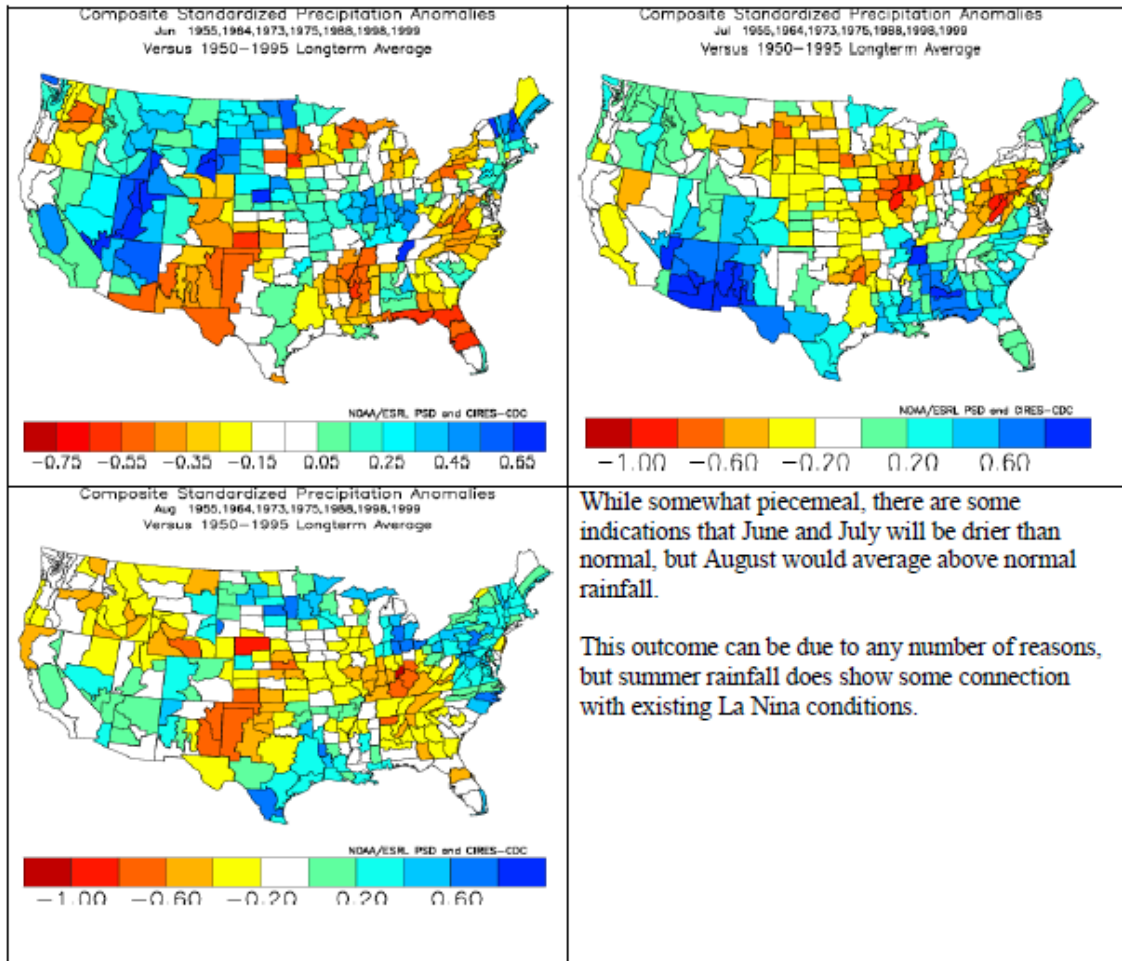 Composite Standardized Precipitation Anomalies
Jun 1955,1964,1973,1975,1988,1998,1999
Versus 1950-1995 Longterm Average
NOAA/ESRL PSD and CIRES-CDC
-0.75 -0.55 -0.35 -0.15 0.05 0.25 0.45 0.65
Composite Standardized Precipitation Anomalies
Jul 1955,1964,1973,1975,1988,1998,1999
Versus 1950-1995 Longterm Average
NOAA/ESRL PSD and CIRES-CDC
-1.00 -0.60 -0.20 0.20 0.60
Composite Standardized Precipitation Anomalies
Aug 1955,1964,1973,1975,1988,1998,1999
Versus 1950-1995 Longterm Average
NOAA/ESRL PSD and CIRES-CDC
-1.00 -0.60 -0.20 0.20 0.60
While somewhat piecemeal, there are some
indications that June and July will be drier than
normal, but August would average above normal
rainfall.
This outcome can be due to any number of reasons,
but summer rainfall does show some connection
with existing La Nina conditions.